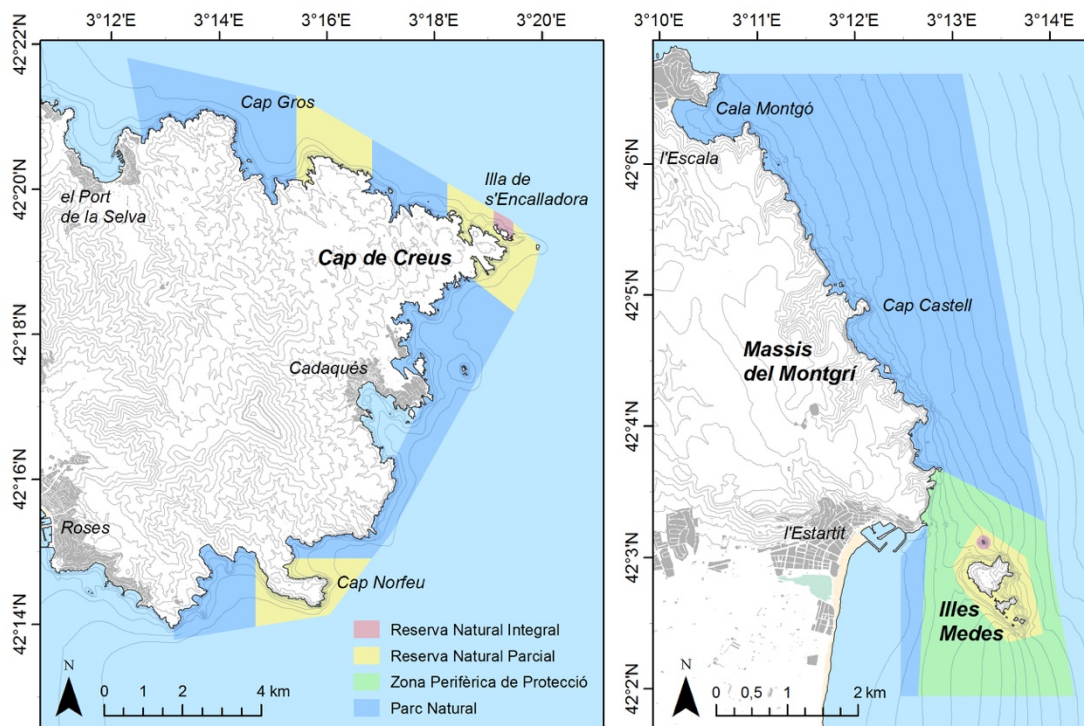 3°12'E
3°14'E
3°16'E
3°18'E
3°20'E
42°22'N
42°20'N
42°18'N
42°16'N
42°14'N
Cap Gros
el Port
de la Selva
Illa de
s'Encalladora
Cap de Creus
Cadaqués
Roses
Cap Norfeu
Reserva Natural Integral
Reserva Natural Parcial
Zona Perifèrica de Protecció
Parc Natural
N
0 1 2 4 km
3°10'E
3°11'E
3°12'E
3°13'E
3°14'E
42°6'N
42°5'N
42°4'N
42°3'N
42°2'N
Cala Montgó
l'Escala
Cap Castell
Massis
del Montgrí
l'Estartit
Illes
Medes
N
0 0,5 1 2 km